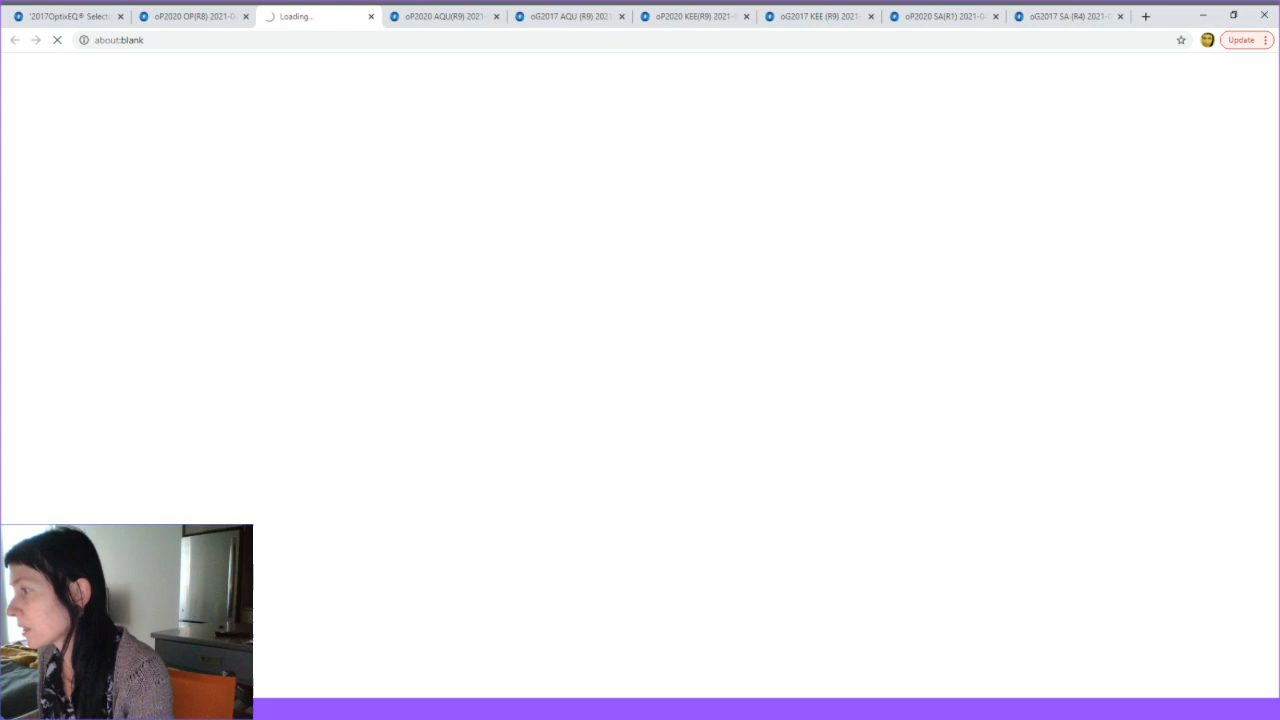 '2017OptixEQ® Select
oP2020 OP(R8) 2021-
Loading...
oP2020 AQU(R9) 2021-
oG2017 AQU (R9) 2021
oP2020 KEE(R9) 2021-
oG2017 KEE (R9) 2021-
oP2020 SA(R1) 2021-0
oG2017 SA (R4) 2021-0
about:blank
Update